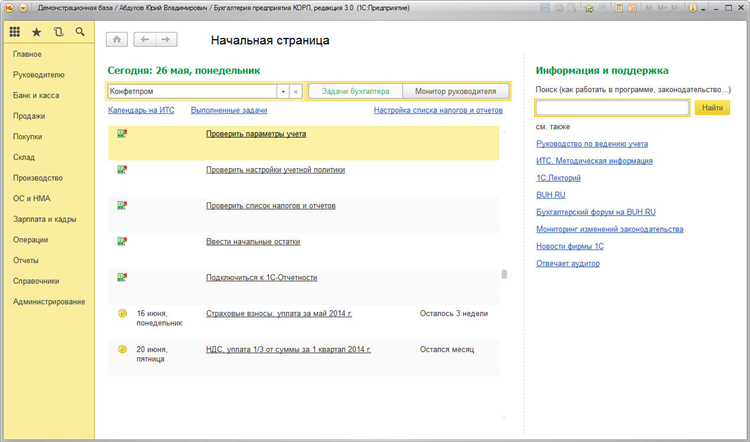 Демонстрационная база / Абдулов Юрий Владимирович / Бухгалтерия предприятия КОРП, редакция 3.0 (1С:Предприятие)
M M+ M-
Главное
Руководителю
Банк и касса
Продажи
Покупки
Склад
Производство
ОС и НМА
Зарплата и кадры
Операции
Отчеты
Справочники
Администрирование
Начальная страница
Сегодня: 26 мая, понедельник
Конфетпром
Задачи бухгалтера
Монитор руководителя
Календарь на ИТС
Выполненные задачи
Настройка списка налогов и отчетов
Проверить параметры учета
Проверить настройки учетной политики
Проверить список налогов и отчетов
Ввести начальные остатки
Подключиться к 1С-Отчетности
16 июня, понедельник
Страховые взносы, уплата за май 2014 г.
Осталось 3 недели
20 июня, пятница
НДС, уплата 1/3 от суммы за 1 квартал 2014 г.
Остался месяц
Информация и поддержка
Поиск (как работать в программе, законодательство...)
Найти
см. также
Руководство по ведению учета
ИТС. Методическая информация
1С:Лекторий
BUH.RU
Бухгалтерский форум на BUH.RU
Мониторинг изменений законодательства
Новости фирмы 1С
Отвечает аудитор